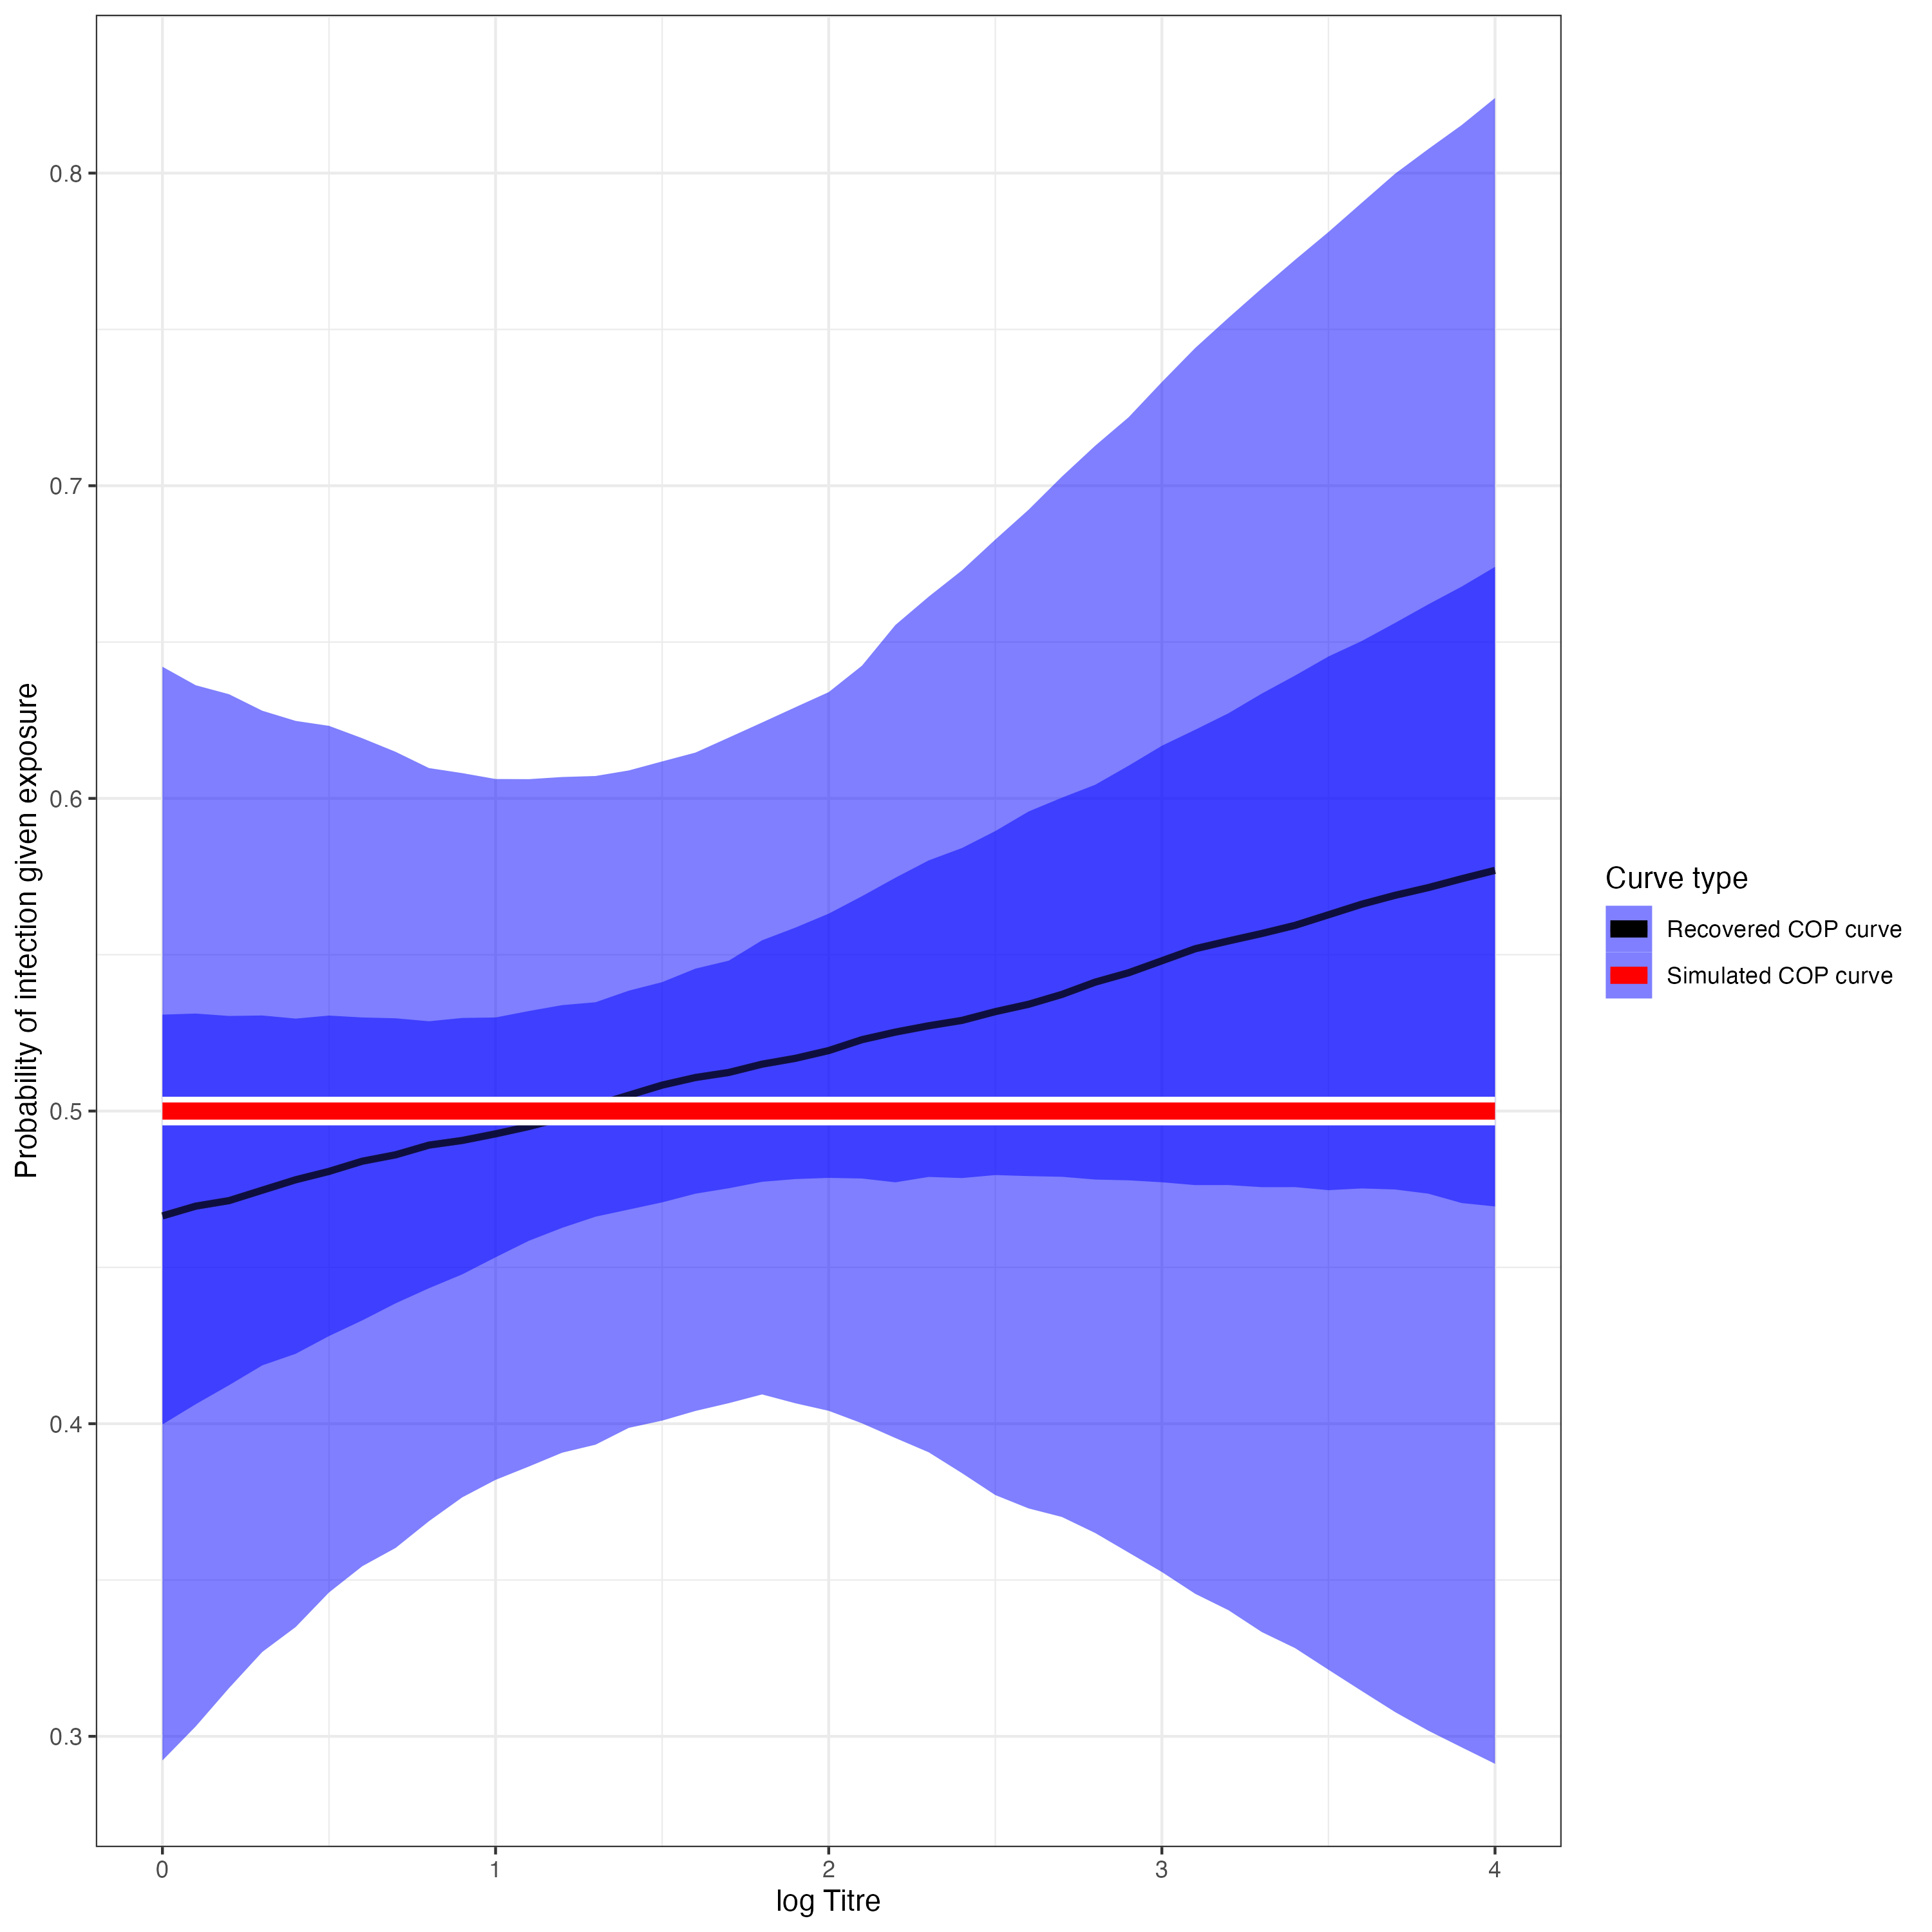 Probability of infection given exposure
0.8
0.7
0.6
0.5
0.4
0.3
0 1 2 3 4
log Titre
Curve type
Recovered COP curve
Simulated COP curve